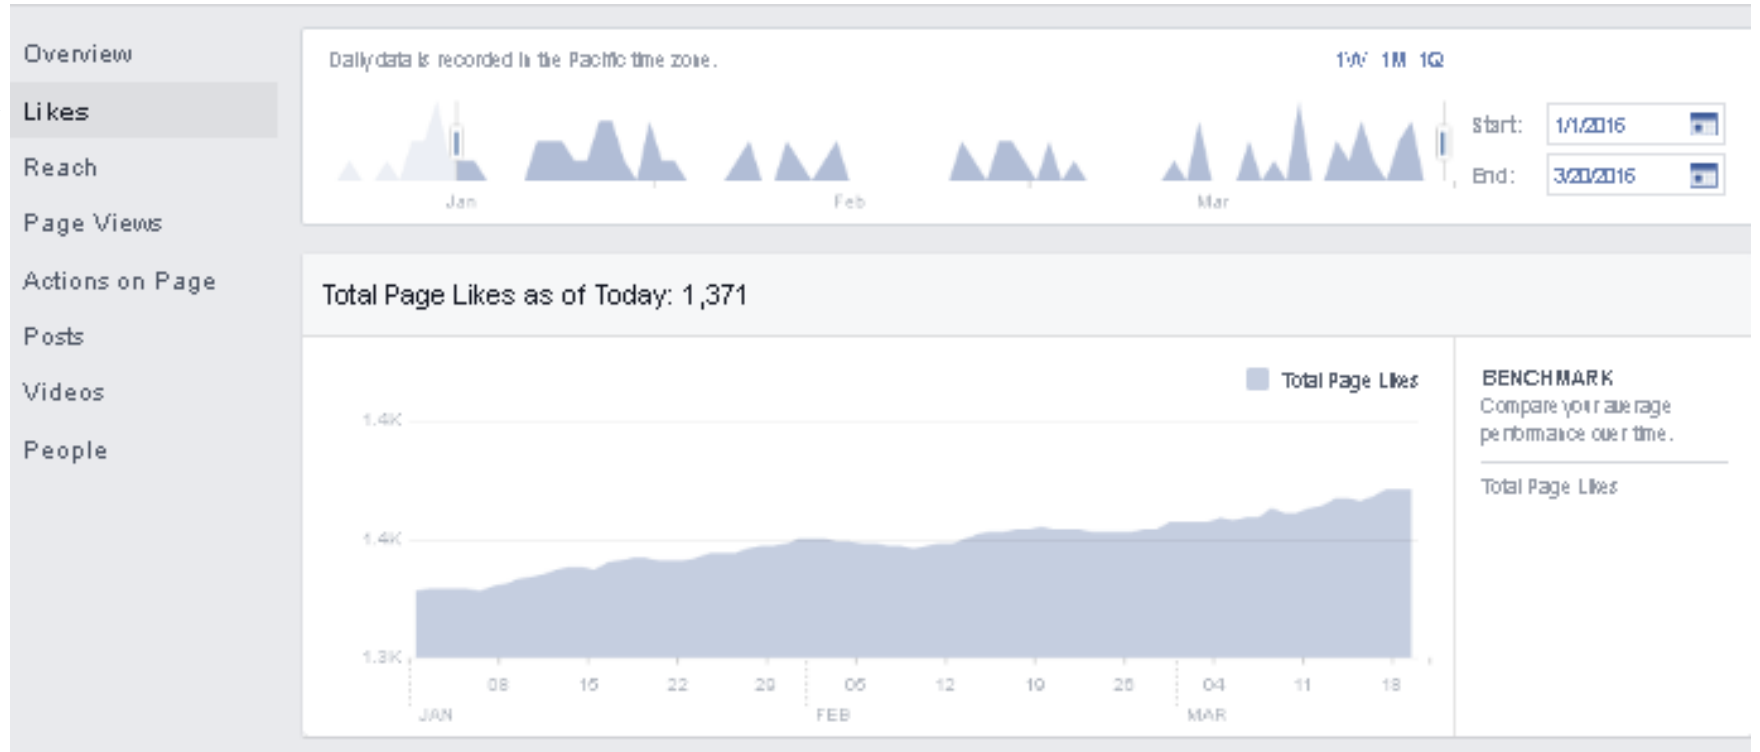 Overview
Likes
Reach
Page Views
Actions on Page
Posts
Videos
People
Daily data is recorded in the Pacific time zone.
1W 1M 1Q
Jan Feb Mar
Start: 1/1/2016
End: 3/20/2016
Total Page Likes as of Today: 1,371
Total Page Likes
1.4K
1.4K
1.3K
08 15 22 29 05 12 19 26 04 11 18
JAN FEB MAR
BENCHMARK
Compare your average
performance over time.
Total Page Likes